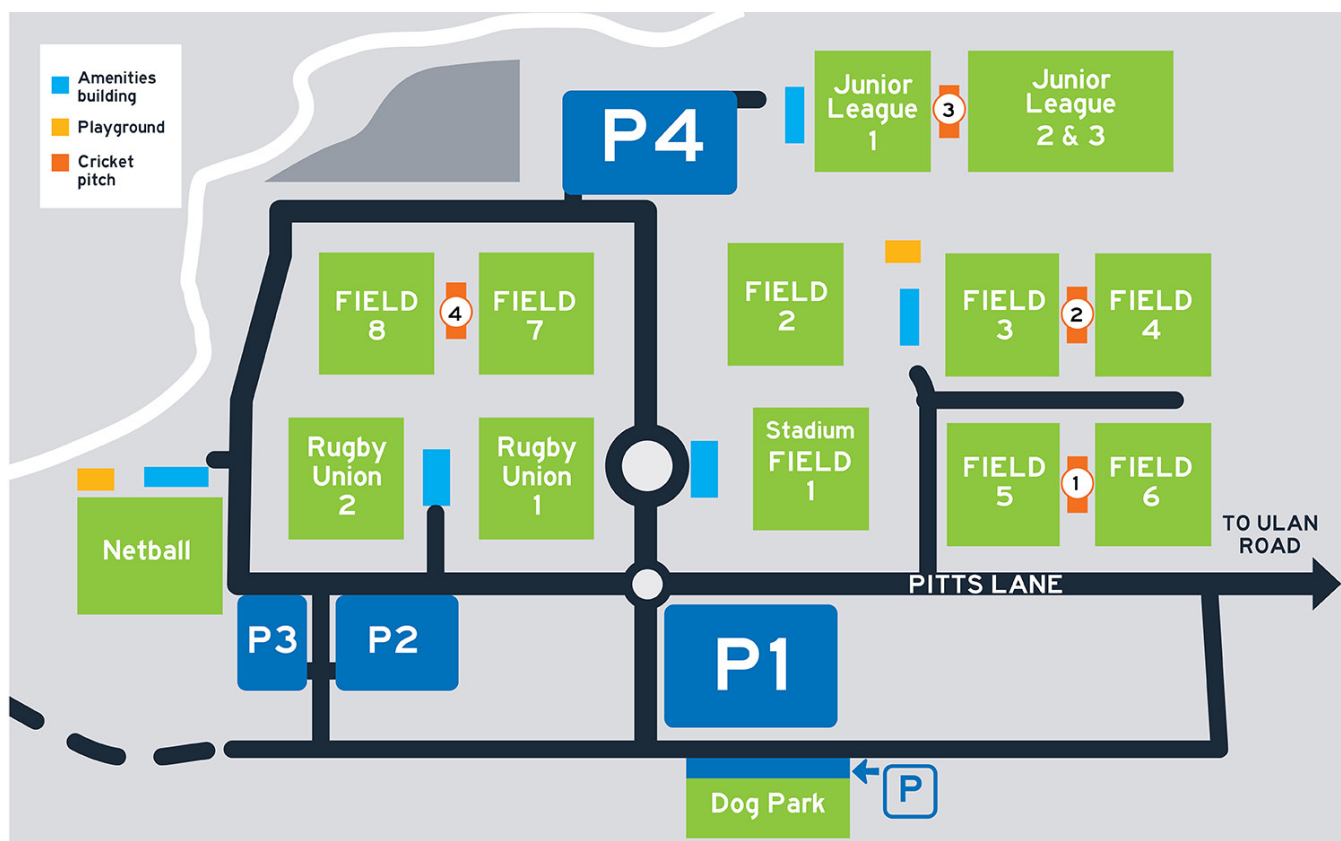 Amenities
building
Playground
Cricket
pitch
P4
Junior
League
1
3
Junior
League
2 & 3
FIELD
8
4
FIELD
7
FIELD
2
FIELD
3
2
FIELD
4
Rugby
Union
2
Rugby
Union
1
Stadium
FIELD
1
FIELD
5
1
FIELD
6
Netball
TO ULAN
ROAD
PITTS LANE
P3
P2
P1
P
Dog Park